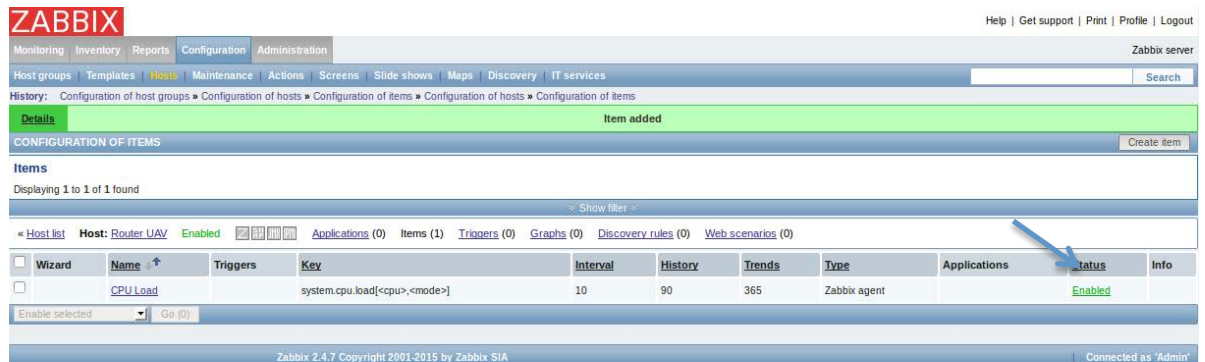 ZABBIX
Help | Get support | Print | Profile | Logout
Monitoring Inventory Reports Configuration Administration
Zabbix server
Host groups | Templates | Hosts | Maintenance | Actions | Screens | Slide shows | Maps | Discovery | IT services
Search
History: Configuration of host groups » Configuration of hosts » Configuration of items » Configuration of hosts » Configuration of items
Details Item added
CONFIGURATION OF ITEMS Create item
Items
Displaying 1 to 1 of 1 found
Show filter
« Host list Host: Router UAV Enabled Applications (0) Items (1) Triggers (0) Graphs (0) Discovery rules (0) Web scenarios (0)
Wizard Name Triggers Key Interval History Trends Type Applications Status Info
CPU Load system.cpu.load[<cpu>,<mode>] 10 90 365 Zabbix agent Enabled
Enable selected Go (0)
Zabbix 2.4.7 Copyright 2001-2015 by Zabbix SIA | Connected as 'Admin'